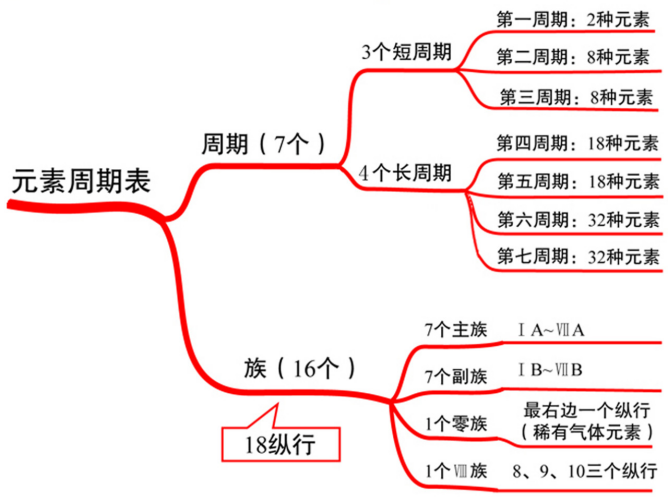 元素周期表
周期（7个）
3个短周期
第一周期：2种元素
第二周期：8种元素
第三周期：8种元素
4个长周期
第四周期：18种元素
第五周期：18种元素
第六周期：32种元素
第七周期：32种元素
族（16个）
18纵行
7个主族 ⅠA~ⅦA
7个副族 ⅠB~ⅦB
1个零族
最右边一个纵行
（稀有气体元素）
1个Ⅷ族 8、9、10三个纵行